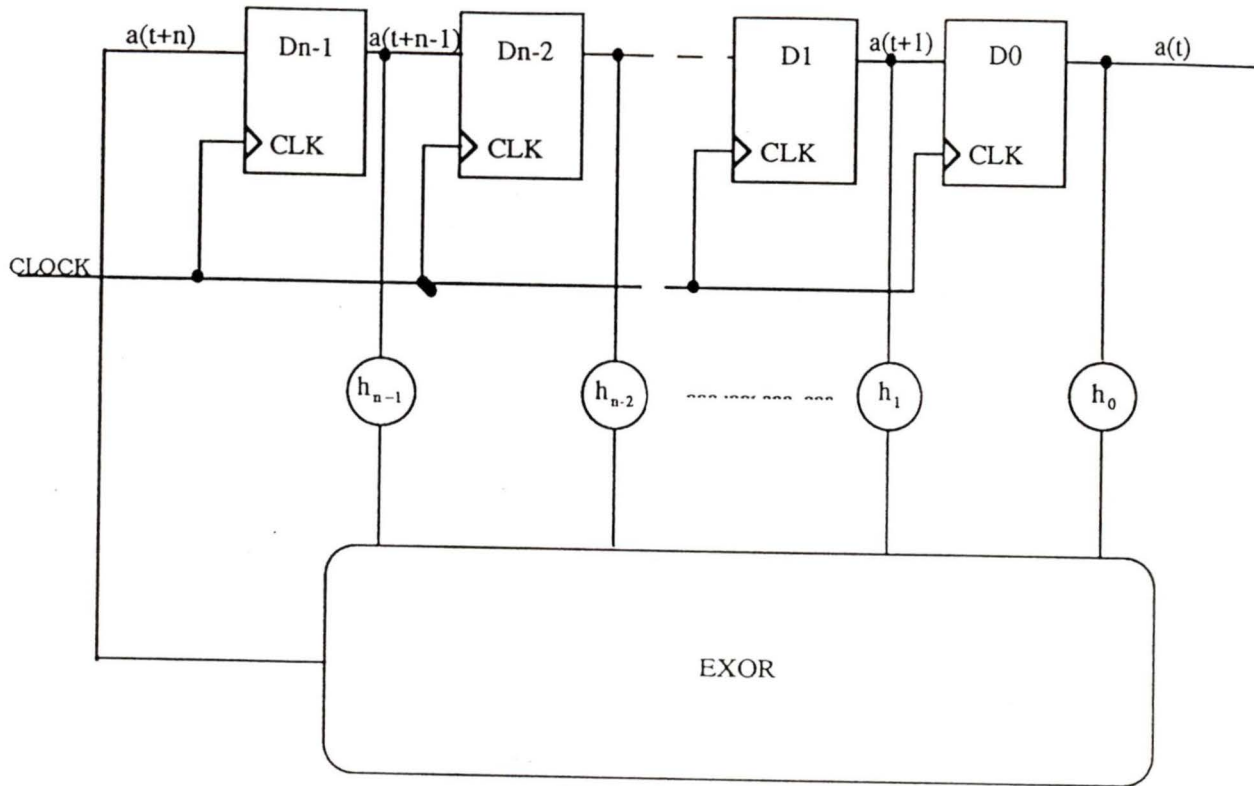 a(t+n)
Dn-1
a(t+n-1)
Dn-2
D1
a(t+1)
D0
a(t)
CLK
CLK
CLK
CLK
CLOCK
h_{n-1}
h_{n-2}
h_1
h_0
EXOR